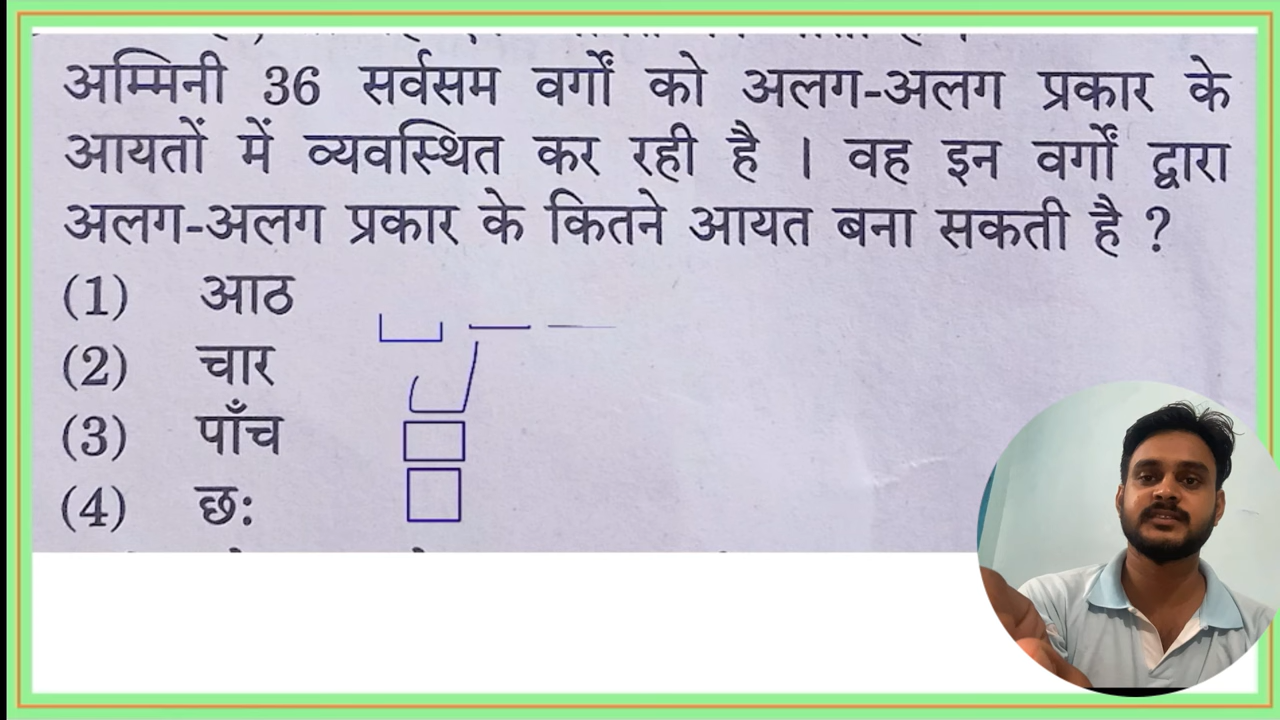 अम्मिनी 36 सर्वसम वर्गों को अलग-अलग प्रकार के
आयतों में व्यवस्थित कर रही है । वह इन वर्गों द्वारा
अलग-अलग प्रकार के कितने आयत बना सकती है ?
(1) आठ
(2) चार
(3) पाँच
(4) छः